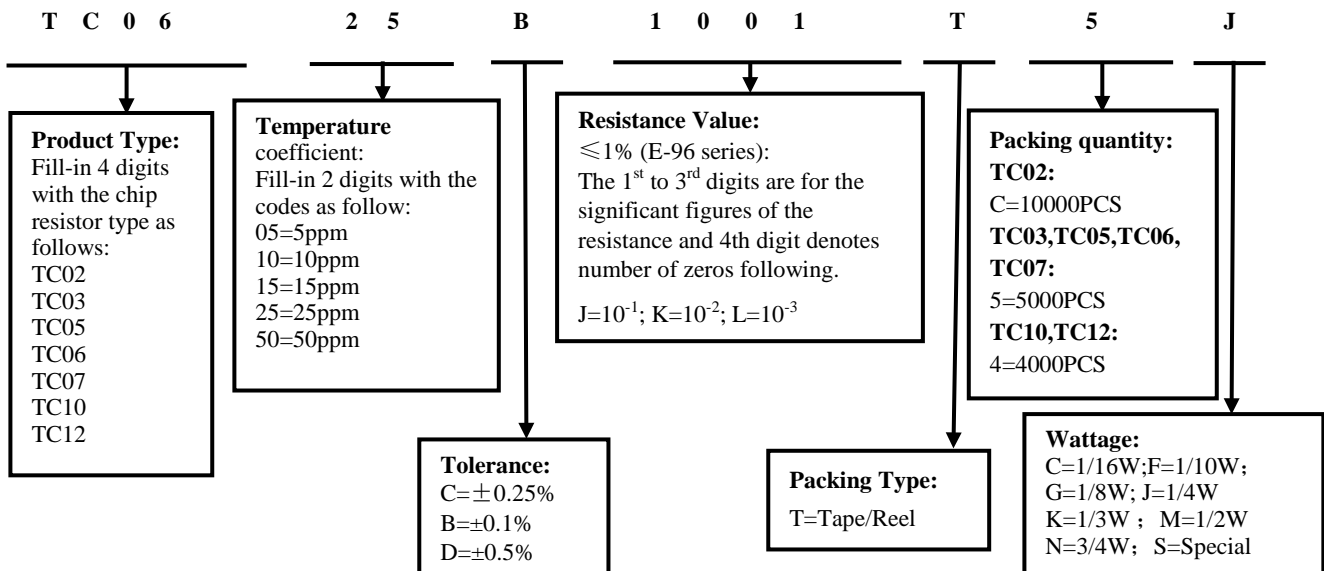 T C 0 6 2 5 B 1 0 0 1 T 5 J
Product Type:
Fill-in 4 digits
with the chip
resistor type as
follows:
TC02
TC03
TC05
TC06
TC07
TC10
TC12
Temperature
coefficient:
Fill-in 2 digits with the
codes as follow:
05=5ppm
10=10ppm
15=15ppm
25=25ppm
50=50ppm
Tolerance:
C=±0.25%
B=±0.1%
D=±0.5%
Resistance Value:
≤1% (E-96 series):
The 1st to 3rd digits are for the
significant figures of the
resistance and 4th digit denotes
number of zeros following.
J=10-1; K=10-2; L=10-3
Packing Type:
T=Tape/Reel
Packing quantity:
TC02:
C=10000PCS
TC03,TC05,TC06,
TC07:
5=5000PCS
TC10,TC12:
4=4000PCS
Wattage:
C=1/16W;F=1/10W；
G=1/8W; J=1/4W
K=1/3W ；M=1/2W
N=3/4W；S=Special